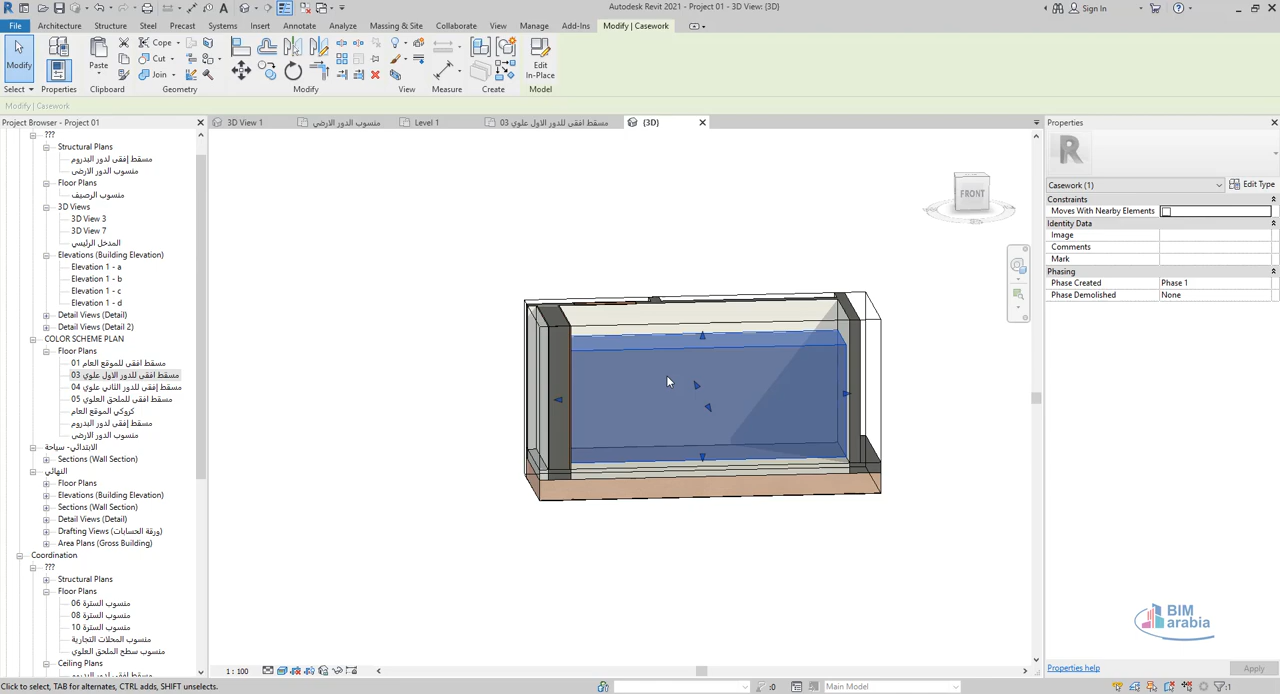 Autodesk Revit 2021 - Project 01 - 3D View: {3D}
Sign In
File Architecture Structure Steel Precast Systems Insert Annotate Analyze Massing & Site Collaborate View Manage Add-Ins Modify | Casework
Modify
Paste
Cope
Cut
Join
Edit
In-Place
Select Properties Clipboard Geometry Modify View Measure Create Model
Modify | Casework
Project Browser - Project 01
3D View 1
منسوب الدور الارضي
Level 1
مسقط افقى للدور الاول علوي 03
{3D}
Properties
???
Structural Plans
مسقط إفقي لدور البدروم
منسوب الدور الارضى
Floor Plans
منسوب الرصيف
3D Views
3D View 3
3D View 7
المدخل الرئيسي
Elevations (Building Elevation)
Elevation 1 - a
Elevation 1 - b
Elevation 1 - c
Elevation 1 - d
Detail Views (Detail)
Detail Views (Detail 2)
COLOR SCHEME PLAN
Floor Plans
مسقط افقى للموقع العام 01
مسقط افقى للدور الاول علوي 03
مسقط إفقى للدور الثاني علوي 04
مسقط افقى للملحق العلوي 05
كروكي الموقع العام
مسقط إفقي لدور البدروم
منسوب الدور الارضى
الابتدائي- سباحة
Sections (Wall Section)
النهائي
Floor Plans
Elevations (Building Elevation)
Sections (Wall Section)
Detail Views (Detail)
Drafting Views (ورقة الحسابات)
Area Plans (Gross Building)
Coordination
???
Structural Plans
Floor Plans
منسوب السترة 06
منسوب السترة 08
منسوب السترة 10
منسوب المحلات التجارية
منسوب سطح الملحق العلوي
Ceiling Plans
FRONT
Casework (1)
Edit Type
Constraints
Moves With Nearby Elements
Identity Data
Image
Comments
Mark
Phasing
Phase Created Phase 1
Phase Demolished None
BIM
arabia
Properties help
Apply
1 : 100
Click to select, TAB for alternates, CTRL adds, SHIFT unselects.
:0
Main Model
:1